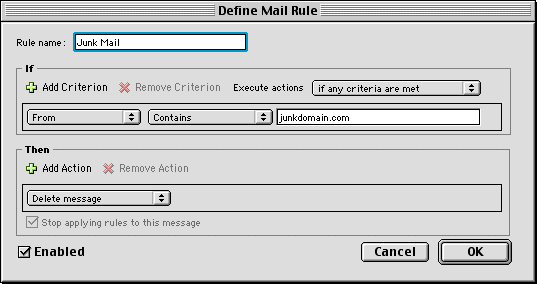 Define Mail Rule
Rule name: Junk Mail
If
Add Criterion Remove Criterion Execute actions if any criteria are met
From Contains junkdomain.com
Then
Add Action Remove Action
Delete message
Stop applying rules to this message
Enabled Cancel OK